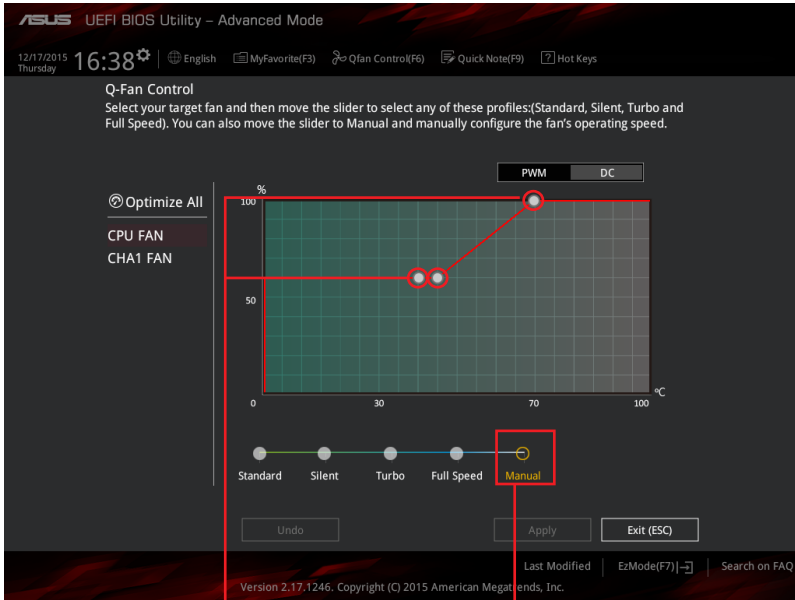 ASUS UEFI BIOS Utility – Advanced Mode
12/17/2015
Thursday
16:38
English MyFavorite(F3) Qfan Control(F6) Quick Note(F9) ? Hot Keys
Q-Fan Control
Select your target fan and then move the slider to select any of these profiles:(Standard, Silent, Turbo and
Full Speed). You can also move the slider to Manual and manually configure the fan's operating speed.
PWM DC
Optimize All
CPU FAN
CHA1 FAN
%
100
50
°C
0 30 70 100
Standard Silent Turbo Full Speed Manual
Undo Apply Exit (ESC)
Last Modified EzMode(F7) Search on FAQ
Version 2.17.1246. Copyright (C) 2015 American Megatrends, Inc.